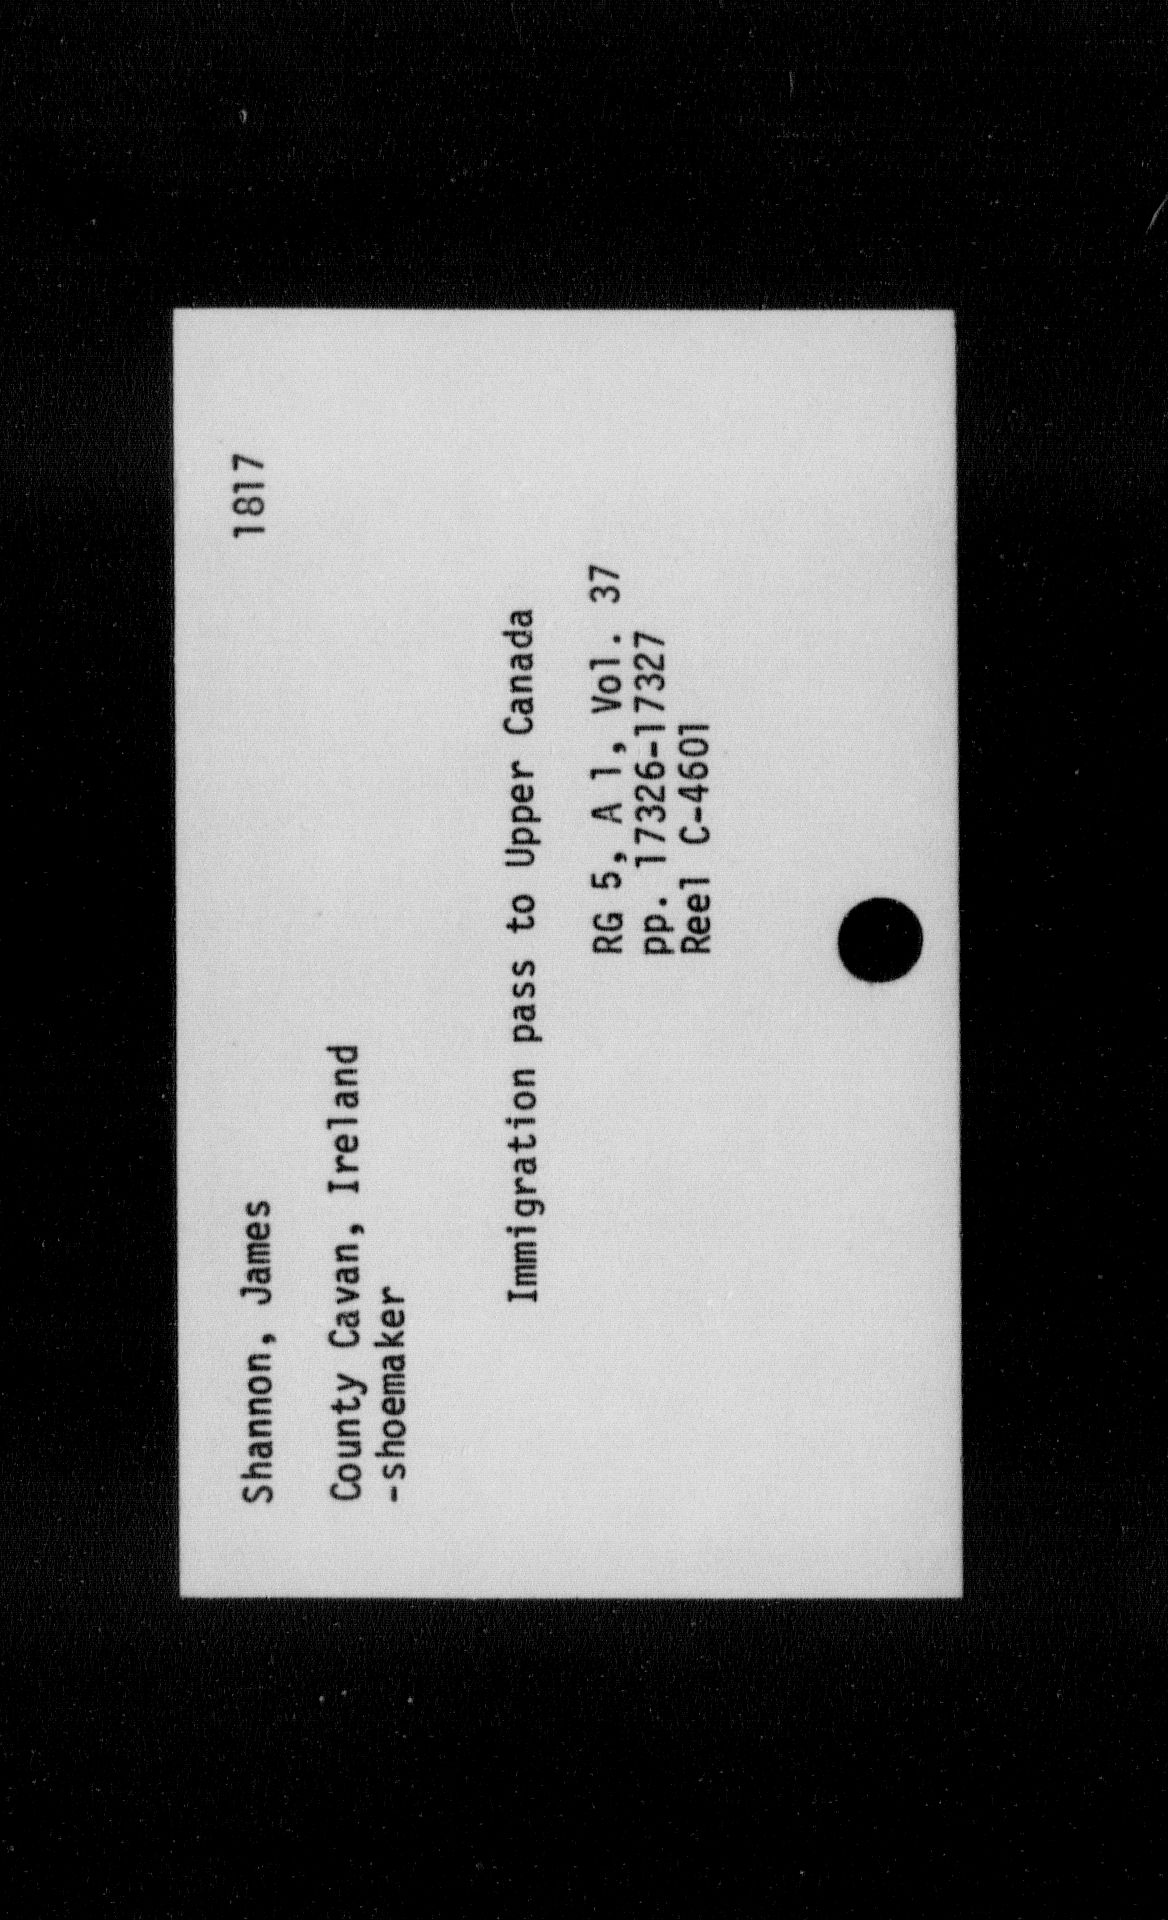 Shannon, James 1817
County Cavan, Ireland
-shoemaker
Immigration pass to Upper Canada
RG 5, A 1, Vol. 37
pp. 17326-17327
Reel C-4601